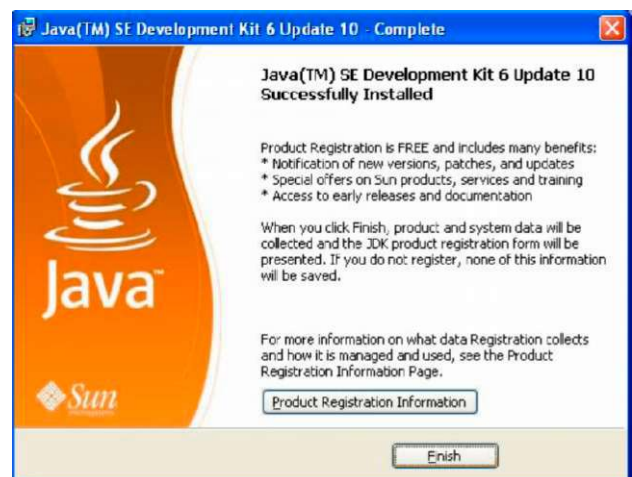 Java(TM) SE Development Kit 6 Update 10 - Complete
Java(TM) SE Development Kit 6 Update 10
Successfully Installed
Product Registration is FREE and includes many benefits:
* Notification of new versions, patches, and updates
* Special offers on Sun products, services and training
* Access to early releases and documentation
When you click Finish, product and system data will be
collected and the JDK product registration form will be
presented. If you do not register, none of this information
will be saved.
For more information on what data Registration collects
and how it is managed and used, see the Product
Registration Information Page.
Product Registration Information
Finish
Java™
Sun